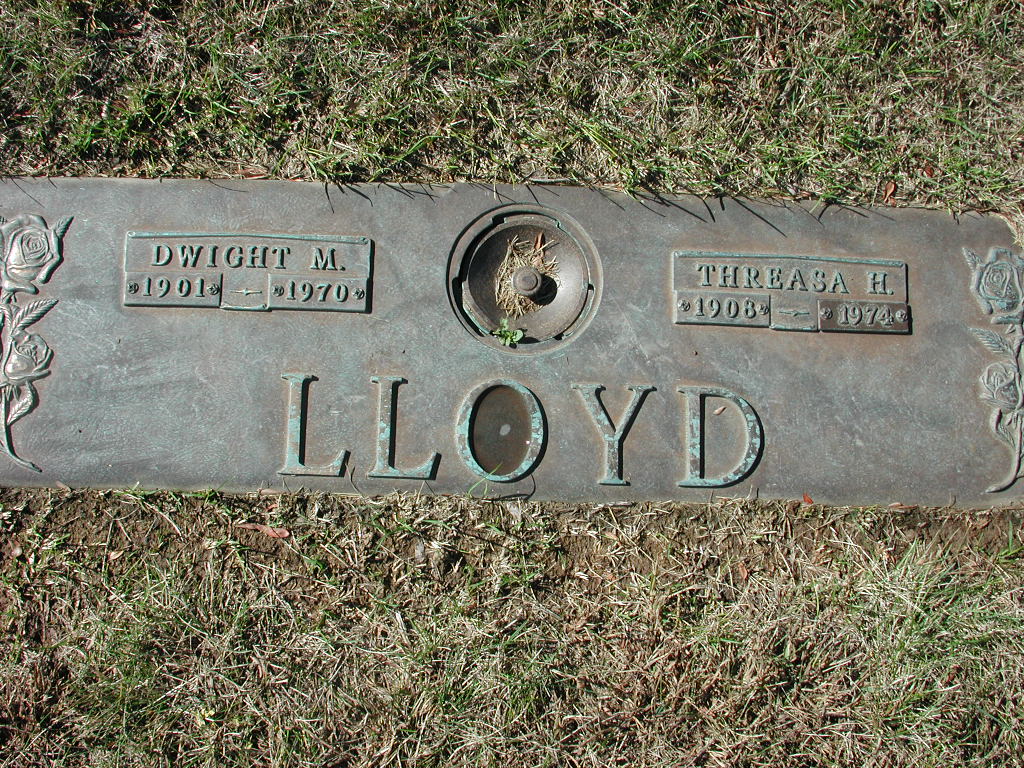 DWIGHT M.
1901 1970
THREASA H.
1908 1974
LLOYD